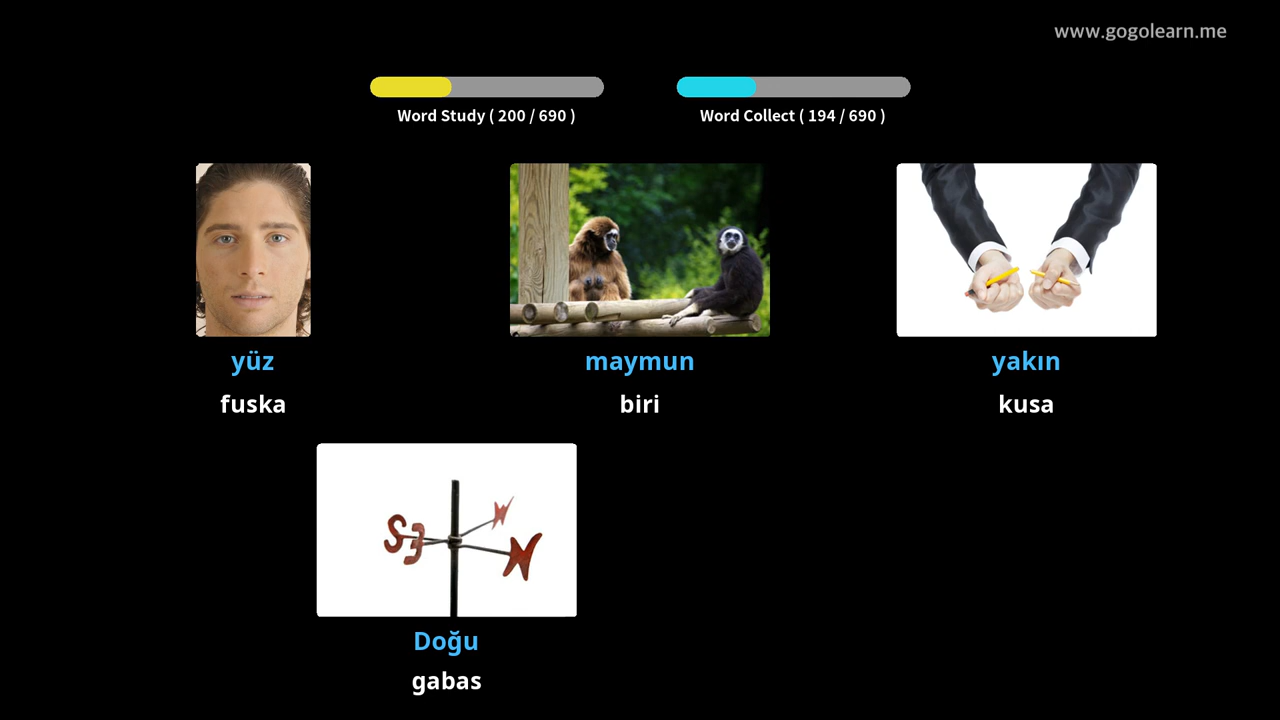 www.gogolearn.me
Word Study ( 200 / 690 )
Word Collect ( 194 / 690 )
yüz
fuska
maymun
biri
yakın
kusa
S E N
Doğu
gabas